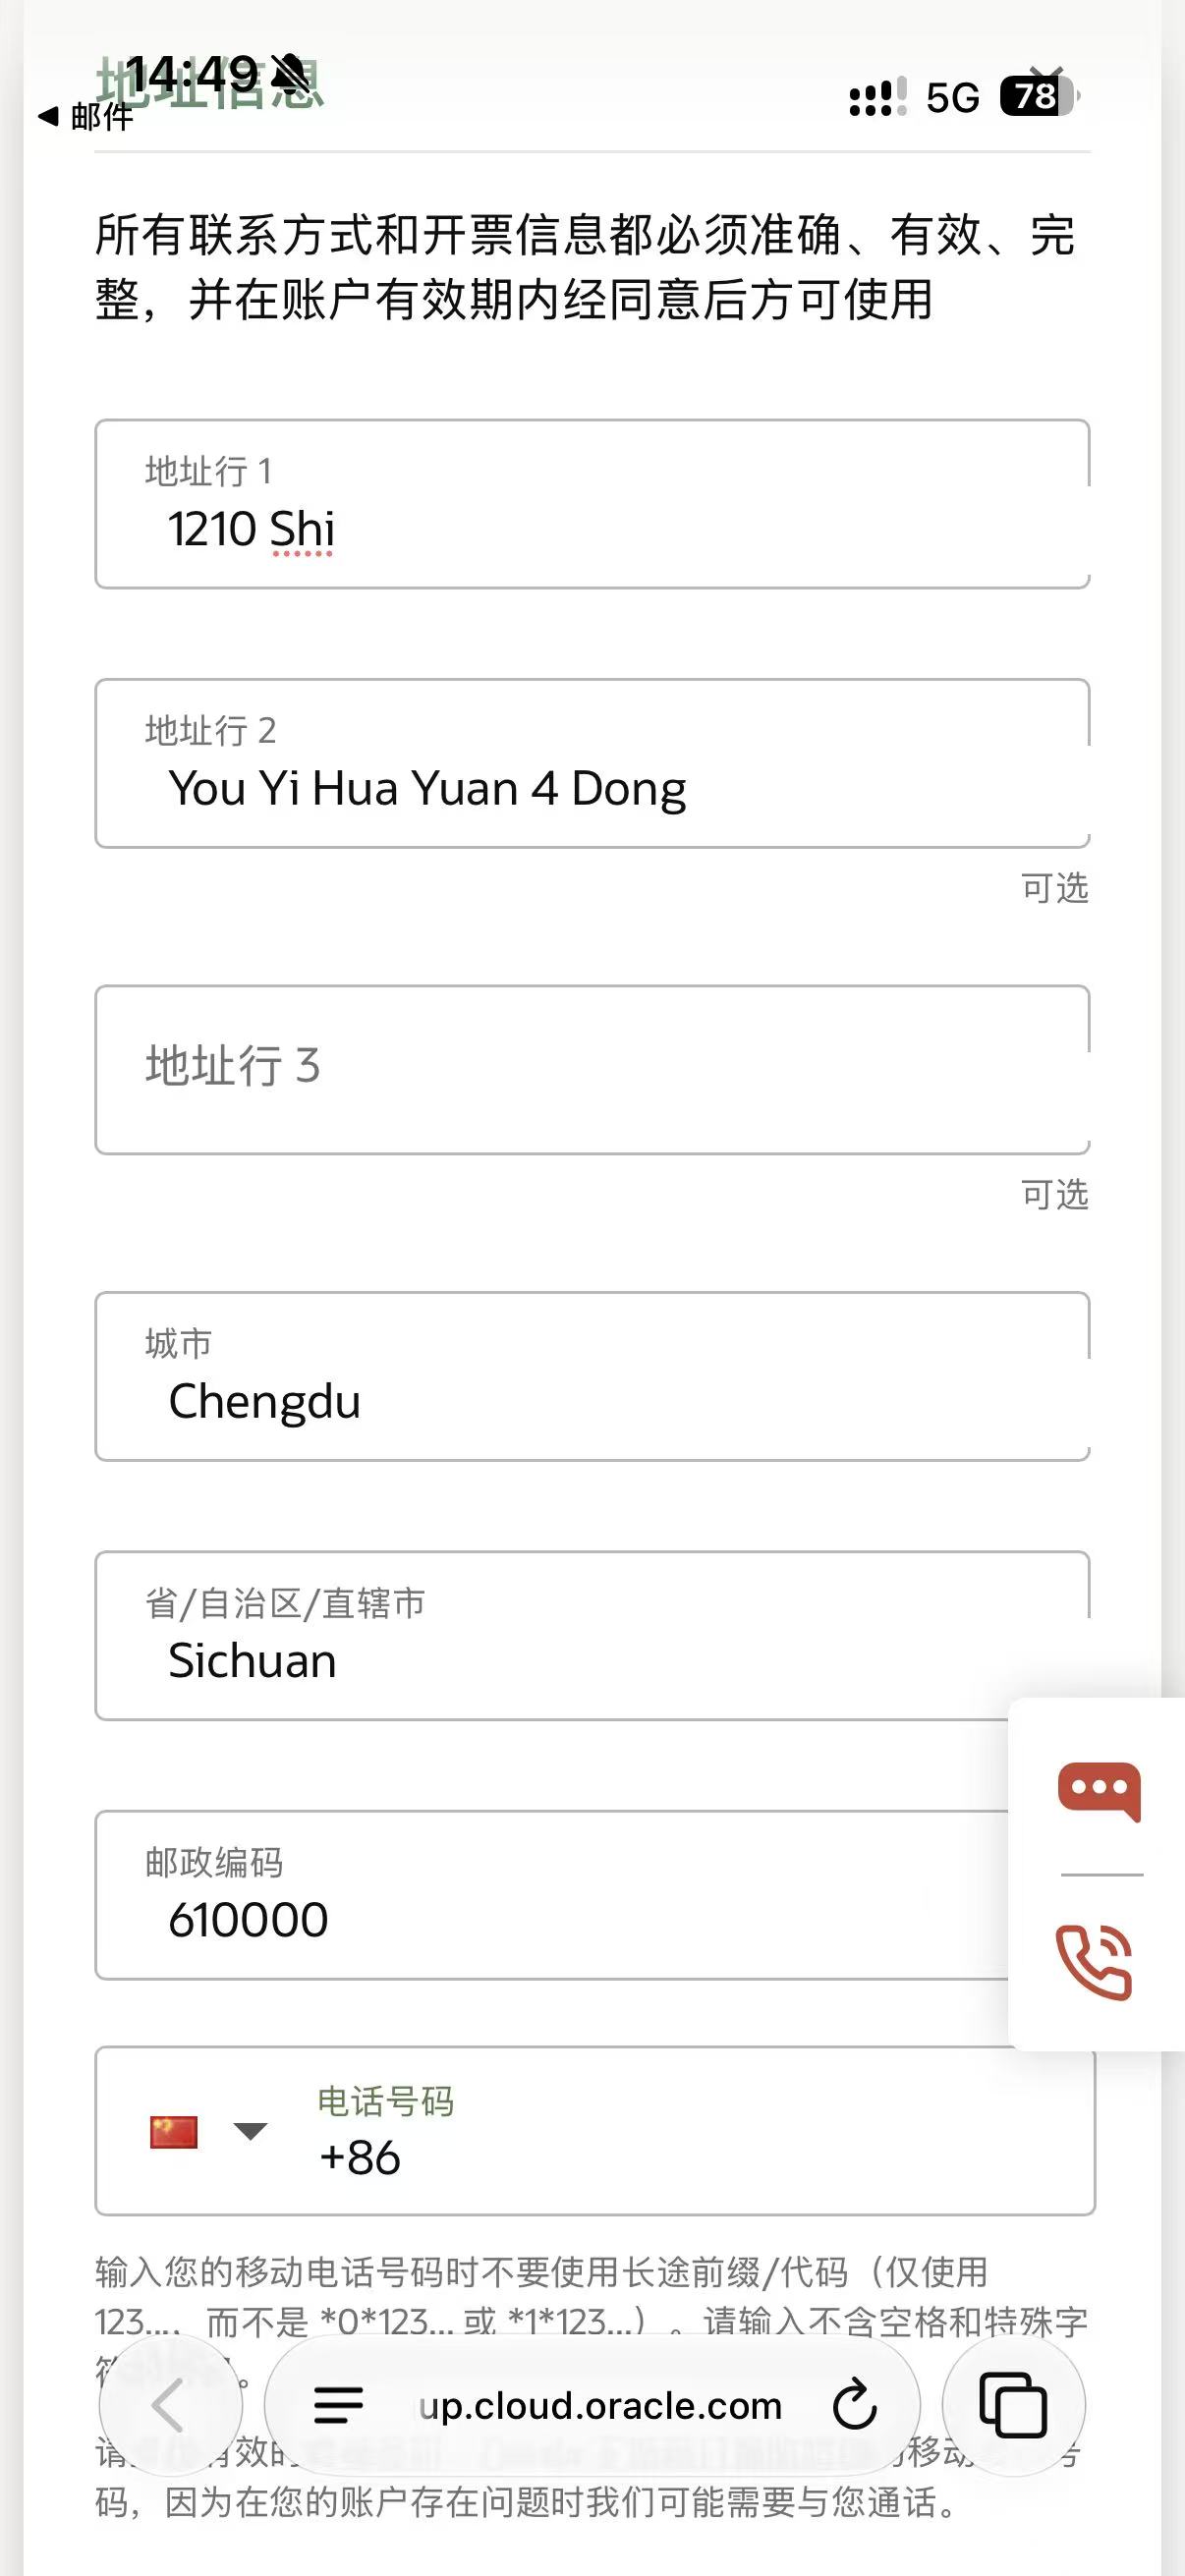 14:49
地址信息
邮件
5G
78
所有联系方式和开票信息都必须准确、有效、完
整，并在账户有效期内经同意后方可使用
地址行 1
1210 Shi
地址行 2
You Yi Hua Yuan 4 Dong
可选
地址行 3
可选
城市
Chengdu
省/自治区/直辖市
Sichuan
邮政编码
610000
电话号码
+86
输入您的移动电话号码时不要使用长途前缀/代码（仅使用
123...，而不是 *0*123... 或 *1*123...）。请输入不含空格和特殊字
。
up.cloud.oracle.com
请 有效的 移动 号
码，因为在您的账户存在问题时我们可能需要与您通话。